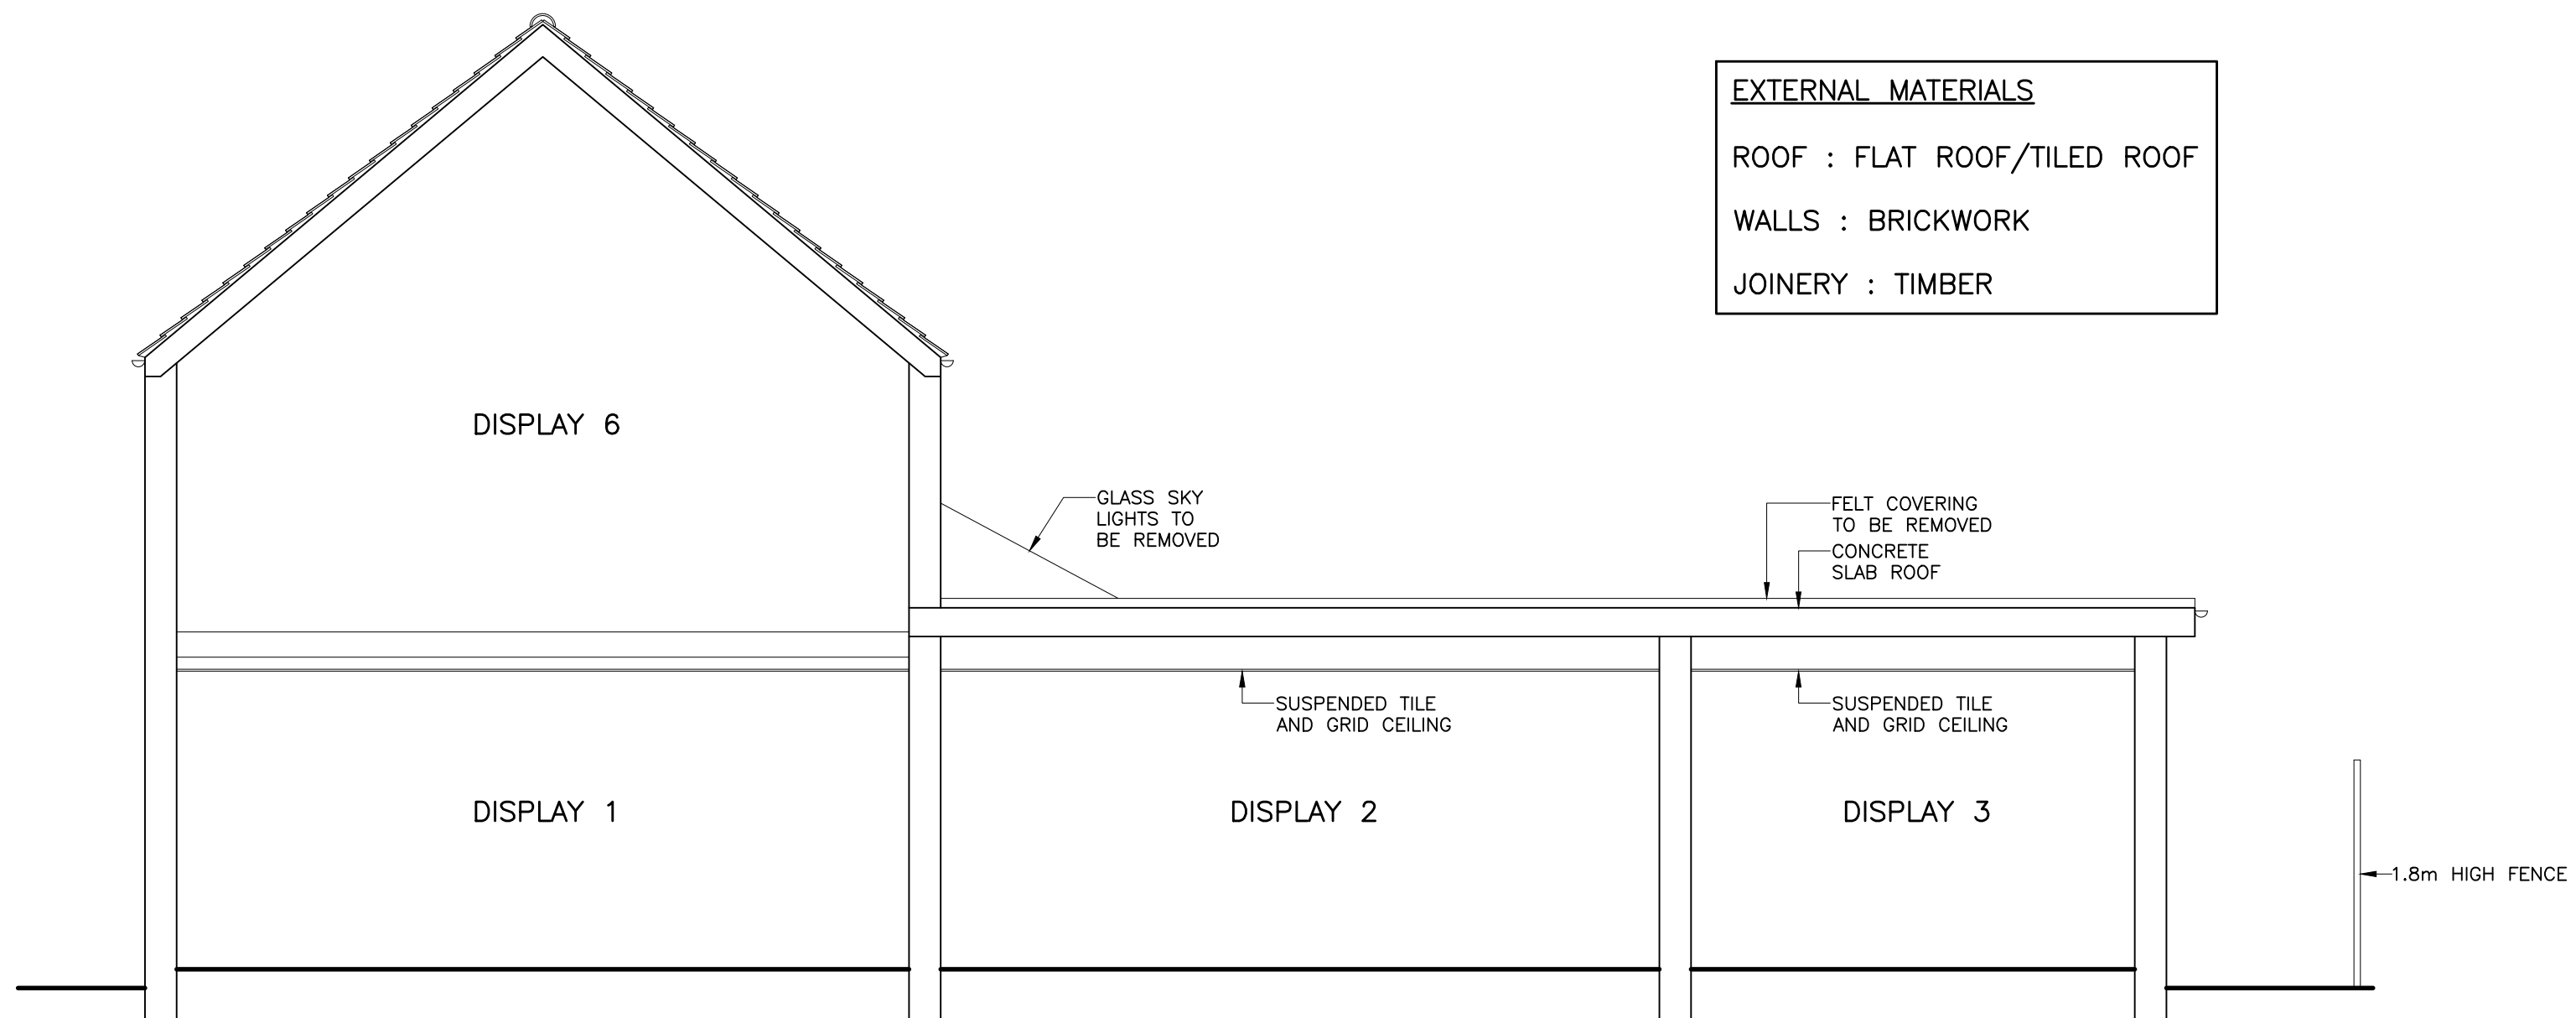 EXTERNAL MATERIALS
ROOF : FLAT ROOF/TILED ROOF
WALLS : BRICKWORK
JOINERY : TIMBER
DISPLAY 6
GLASS SKY
LIGHTS TO
BE REMOVED
FELT COVERING
TO BE REMOVED
CONCRETE
SLAB ROOF
SUSPENDED TILE
AND GRID CEILING
SUSPENDED TILE
AND GRID CEILING
DISPLAY 1
DISPLAY 2
DISPLAY 3
1.8m HIGH FENCE